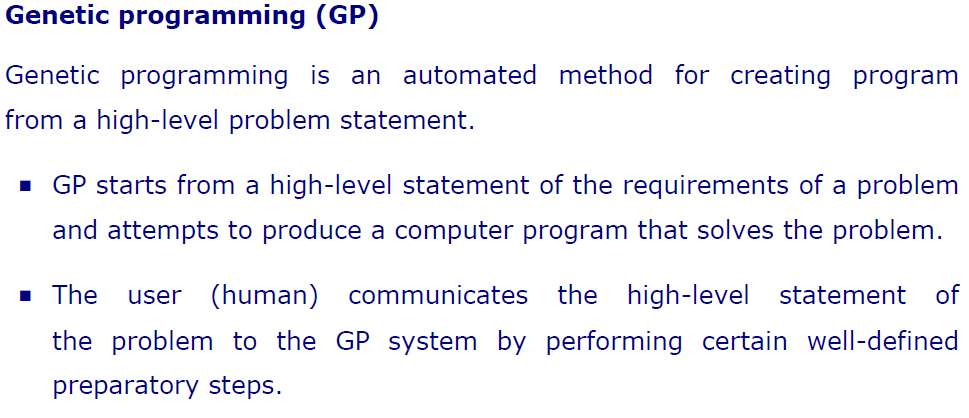 Genetic programming (GP)
Genetic programming is an automated method for creating program
from a high-level problem statement.
▪ GP starts from a high-level statement of the requirements of a problem
and attempts to produce a computer program that solves the problem.
▪ The user (human) communicates the high-level statement of
the problem to the GP system by performing certain well-defined
preparatory steps.